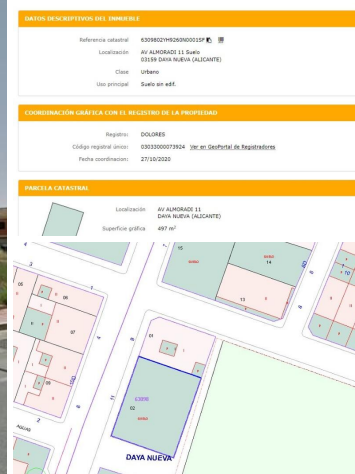 DATOS DESCRIPTIVOS DEL INMUEBLE
Referencia catastral 6309802YH9260N0001SF
Localización AV ALMORADI 11 Suelo
03159 DAYA NUEVA (ALICANTE)
Clase Urbano
Uso principal Suelo sin edif.
COORDINACIÓN GRÁFICA CON EL REGISTRO DE LA PROPIEDAD
Registro: DOLORES
Código registral único: 03033000073924 Ver en GeoPortal de Registradores
Fecha coordinacion: 27/10/2020
PARCELA CATASTRAL
Localización AV ALMORADI 11
DAYA NUEVA (ALICANTE)
Superficie gráfica 497 m²
15
14
13
06
07
01
63098
02
11
DAYA NUEVA